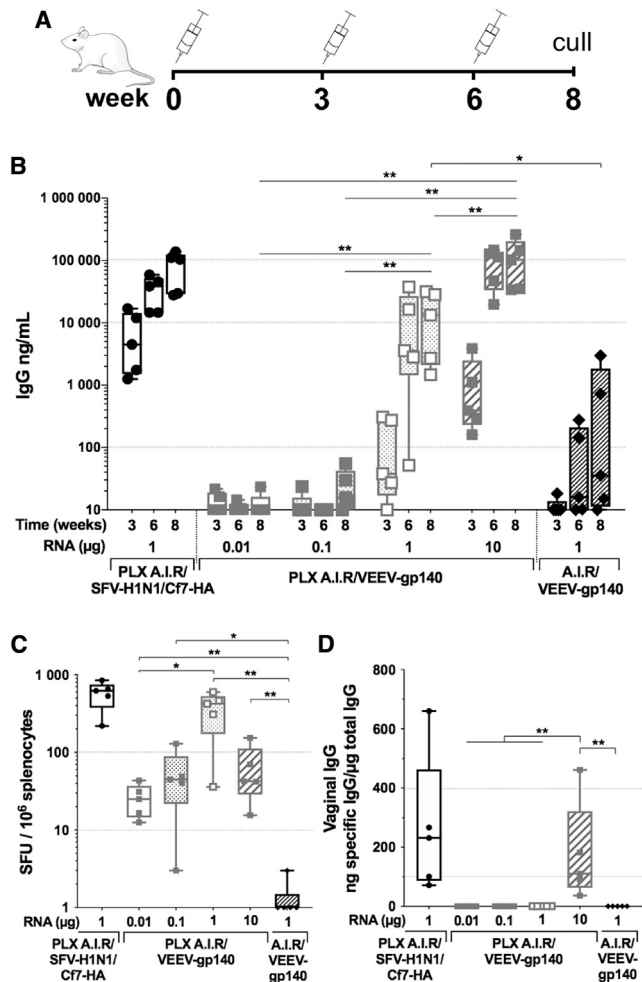 A
cull
week
0 3 6 8
B
* 
**
**
**
**
**
IgG ng/mL
1 000 000
100 000
10 000
1 000
100
10
Time (weeks) 3 6 8 3 6 8 3 6 8 3 6 8 3 6 8 3 6 8
RNA (μg) 1 0.01 0.1 1 10 1
PLX A.I.R/ SFV-H1N1/Cf7-HA
PLX A.I.R/VEEV-gp140
A.I.R/ VEEV-gp140
C
*
**
* **
**
SFU / 10⁶ splenocytes
1 000
100
10
1
RNA (μg) 1 0.01 0.1 1 10 1
PLX A.I.R/ SFV-H1N1/ Cf7-HA
PLX A.I.R/ VEEV-gp140
A.I.R/ VEEV-gp140
D
**
**
Vaginal IgG
ng specific IgG/μg total IgG
800
600
400
200
100
0
RNA (μg) 1 0.01 0.1 1 10 1
PLX A.I.R/ SFV-H1N1/ Cf7-HA
PLX A.I.R/ VEEV-gp140
A.I.R/ VEEV-gp140